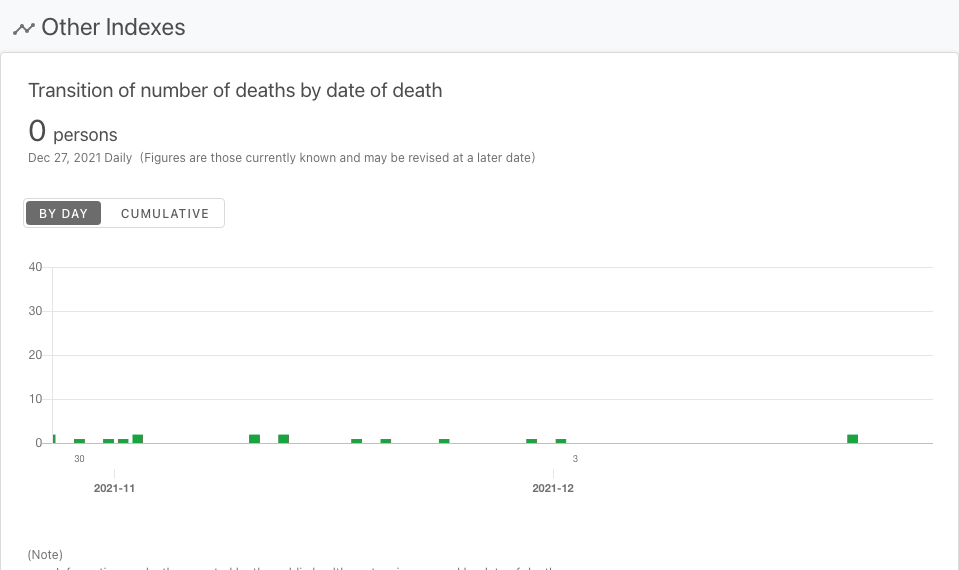 Other Indexes
Transition of number of deaths by date of death
0 persons
Dec 27, 2021 Daily (Figures are those currently known and may be revised at a later date)
BY DAY CUMULATIVE
40
30
20
10
0
30 3
2021-11 2021-12
(Note)